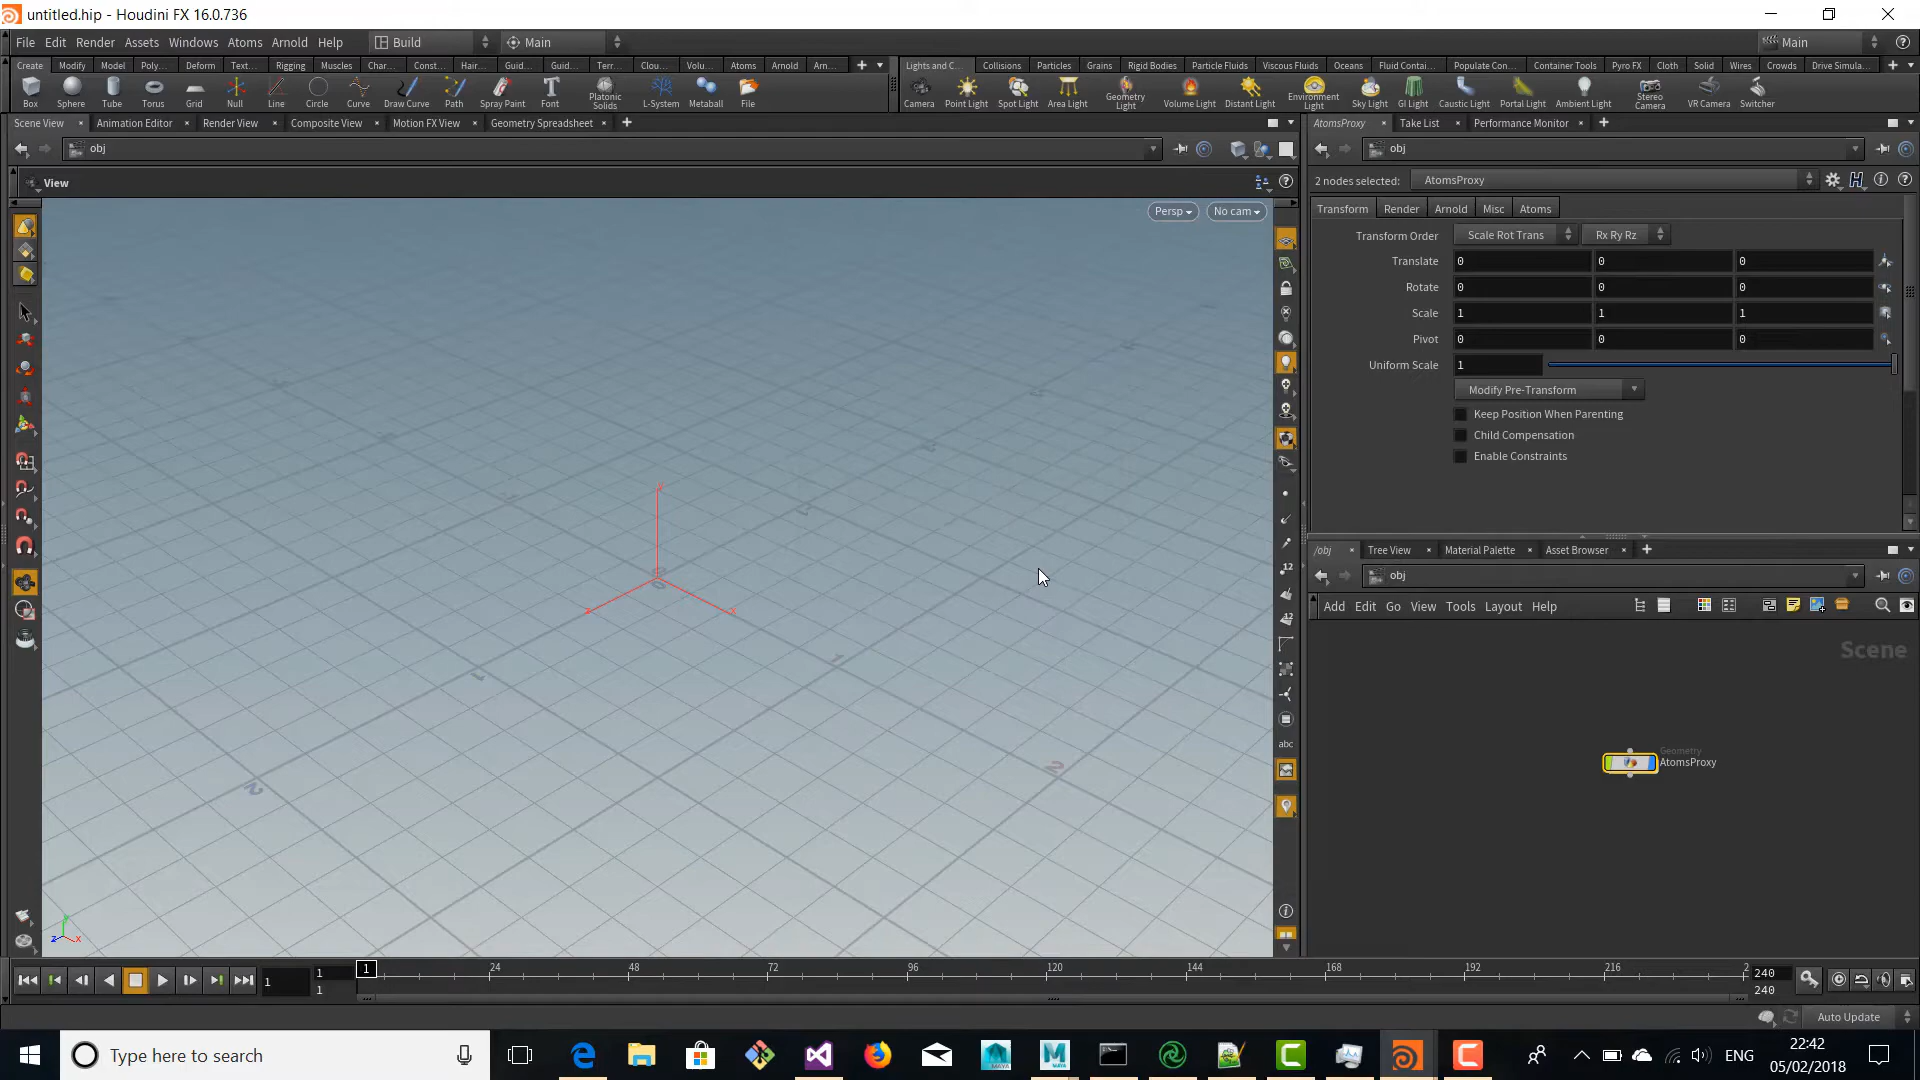 untitled.hip - Houdini FX 16.0.736
File Edit Render Assets Windows Atoms Arnold Help Build Main Main
Create Modify Model Poly... Deform Text... Rigging Muscles Char... Const... Hair... Guid... Guid... Terr... Clou... Volu... Atoms Arnold Arn...
Lights and C... Collisions Particles Grains Rigid Bodies Particle Fluids Viscous Fluids Oceans Fluid Contai... Populate Con... Container Tools Pyro FX Cloth Solid Wires Crowds Drive Simula...
Box Sphere Tube Torus Grid Null Line Circle Curve Draw Curve Path Spray Paint Font Platonic Solids L-System Metaball File
Camera Point Light Spot Light Area Light Geometry Light Volume Light Distant Light Environment Light Sky Light GI Light Caustic Light Portal Light Ambient Light Stereo Camera VR Camera Switcher
Scene View Animation Editor Render View Composite View Motion FX View Geometry Spreadsheet
obj
View
Persp No cam
y
z
x
0
1
1
2
2
y
z x
abc
12
12
AtomsProxy Take List Performance Monitor
obj
2 nodes selected: AtomsProxy
Transform Render Arnold Misc Atoms
Transform Order Scale Rot Trans Rx Ry Rz
Translate 0 0 0
Rotate 0 0 0
Scale 1 1 1
Pivot 0 0 0
Uniform Scale 1
Modify Pre-Transform
Keep Position When Parenting
Child Compensation
Enable Constraints
/obj Tree View Material Palette Asset Browser
obj
Add Edit Go View Tools Layout Help
Scene
Geometry
AtomsProxy
1 1 1 24 48 72 96 120 144 168 192 216 2 240
1 240
Auto Update
Type here to search
ENG
22:42
05/02/2018